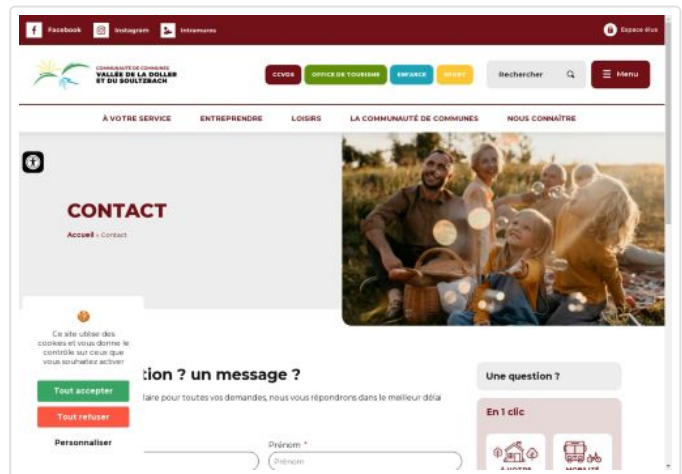 Facebook Instagram Intramuros Espace élus
COMMUNAUTÉ DE COMMUNES
VALLÉE DE LA DOLLER
ET DU SOULTZBACH
CCVDS OFFICE DE TOURISME ENFANCE SPORT Rechercher Menu
À VOTRE SERVICE ENTREPRENDRE LOISIRS LA COMMUNAUTÉ DE COMMUNES NOUS CONNAÎTRE
CONTACT
Accueil » Contact
Ce site utilise des
cookies et vous donne le
contrôle sur ceux que
vous souhaitez activer
Tout accepter
Tout refuser
Personnaliser
tion ? un message ?
laire pour toutes vos demandes, nous vous répondrons dans le meilleur délai
Prénom *
Prénom
Une question ?
En 1 clic
À VOTRE MOBILITÉ